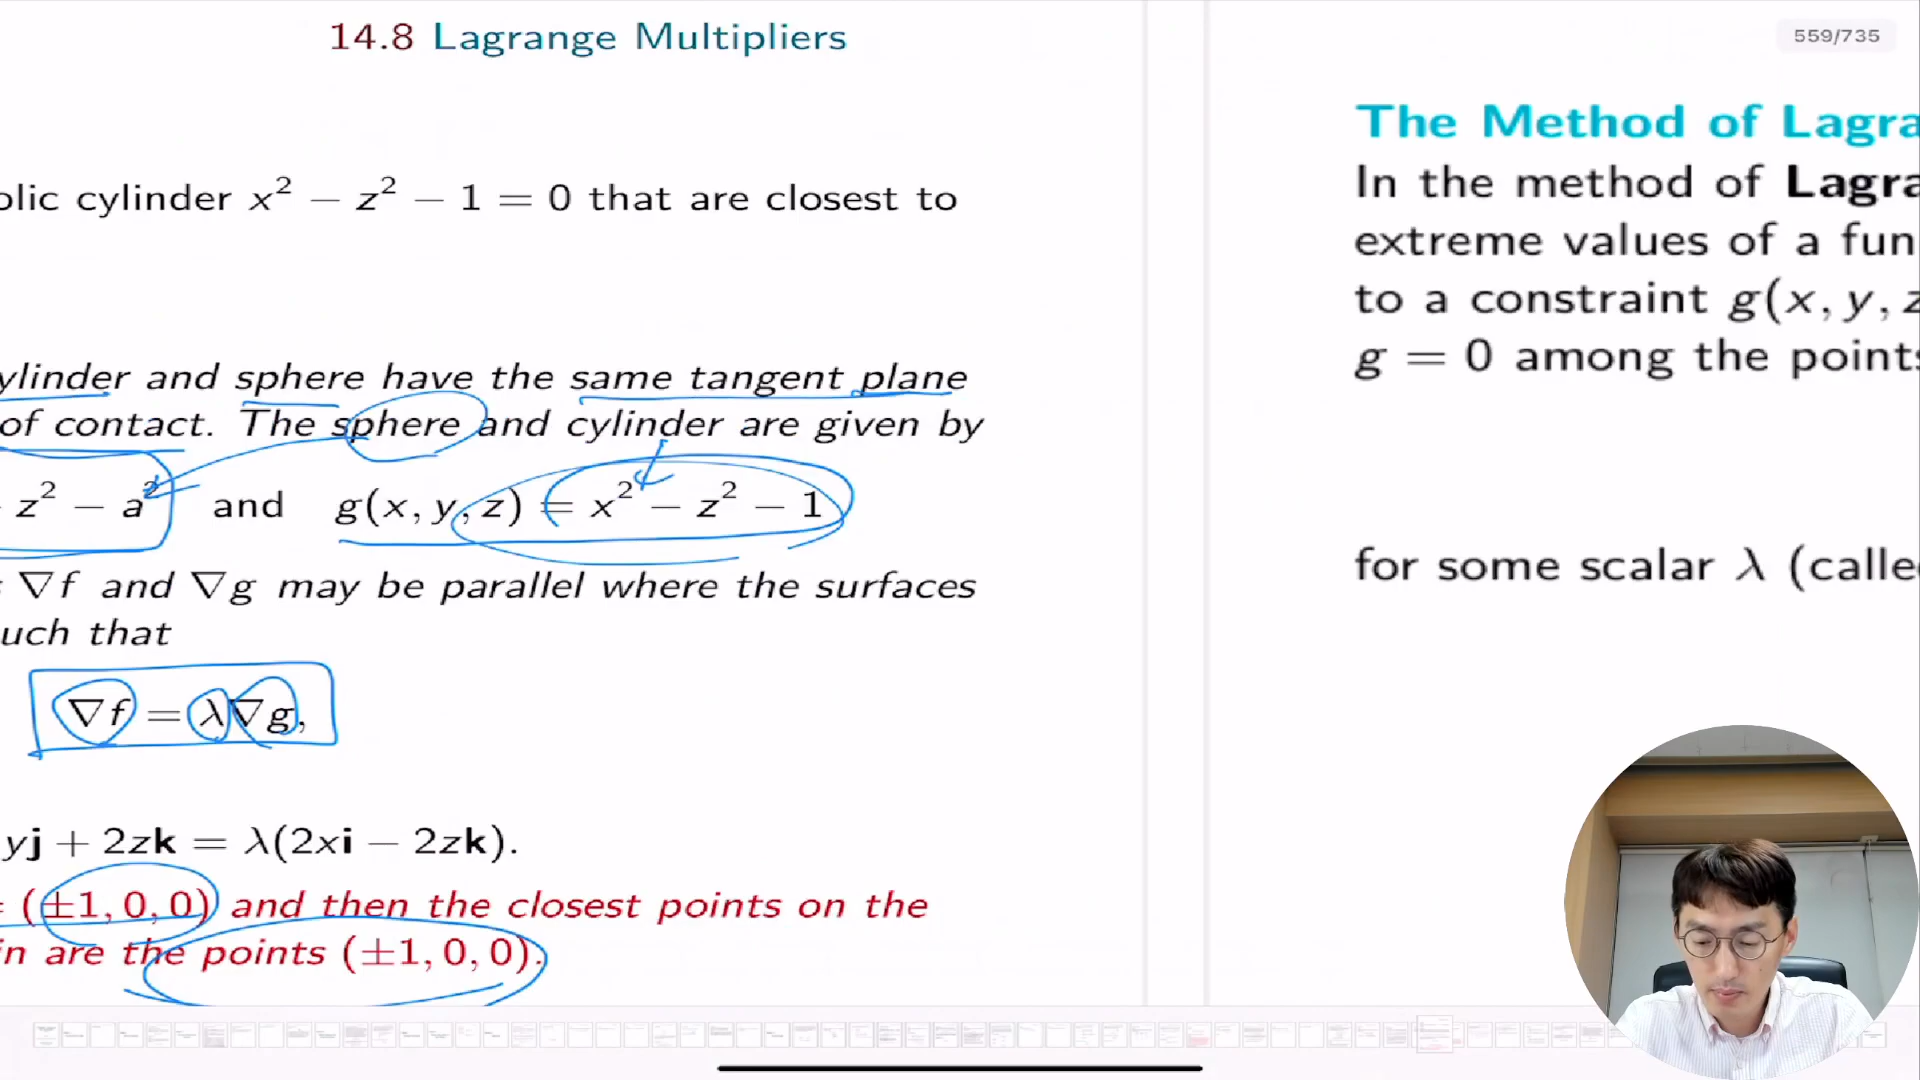 14.8 Lagrange Multipliers
559/735
olic cylinder x² − z² − 1 = 0 that are closest to
ylinder and sphere have the same tangent plane
of contact. The sphere and cylinder are given by
z² − a² and g(x, y, z) = x² − z² − 1
∇f and ∇g may be parallel where the surfaces
uch that
∇f = λ∇g,
yj + 2zk = λ(2xi − 2zk).
= (±1, 0, 0) and then the closest points on the
in are the points (±1, 0, 0).
The Method of Lagra
In the method of Lagra
extreme values of a fun
to a constraint g(x, y, z
g = 0 among the points
for some scalar λ (calle